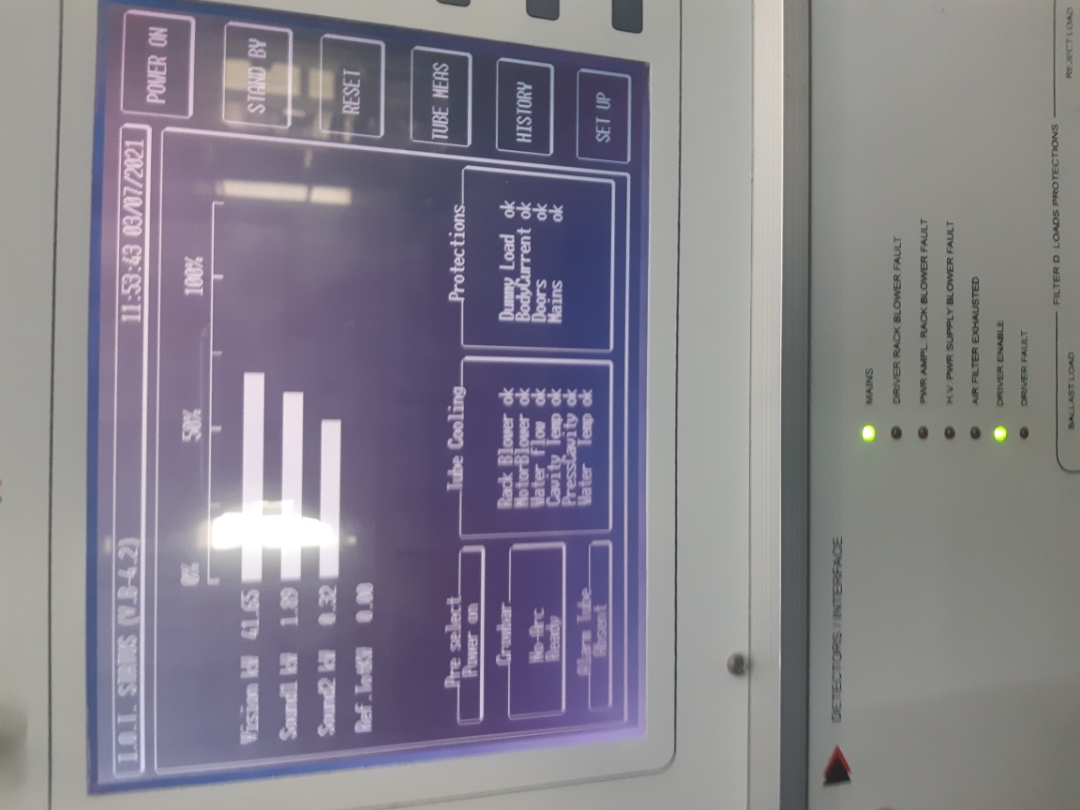 I.O.T. STATUS (V.B-4.2) 11:53:43 03/07/2021
POWER ON
0% 50% 100%
Vision kW 41.65
STAND BY
Sound1 kW 1.89
Sound2 kW 0.32
RESET
Ref.TotKW 0.00
TUBE MEAS
Pre select
Power on
Tube Cooling
Protections
Crowbar
No-Arc
Ready
Rack Blower ok
MotorBlower ok
Water flow ok
Cavity Temp ok
PressCavity ok
Water Temp ok
Dummy Load ok
BodyCurrent ok
Doors ok
Mains ok
HISTORY
Alarm Tube
Absent
SET UP
DETECTORS / INTERFACE
MAINS
DRIVER RACK BLOWER FAULT
PWR AMPL. RACK BLOWER FAULT
H.V. PWR SUPPLY BLOWER FAULT
AIR FILTER EXHAUSTED
DRIVER ENABLE
DRIVER FAULT
FILTER D. LOADS PROTECTIONS
BALLAST LOAD REJECT LOAD